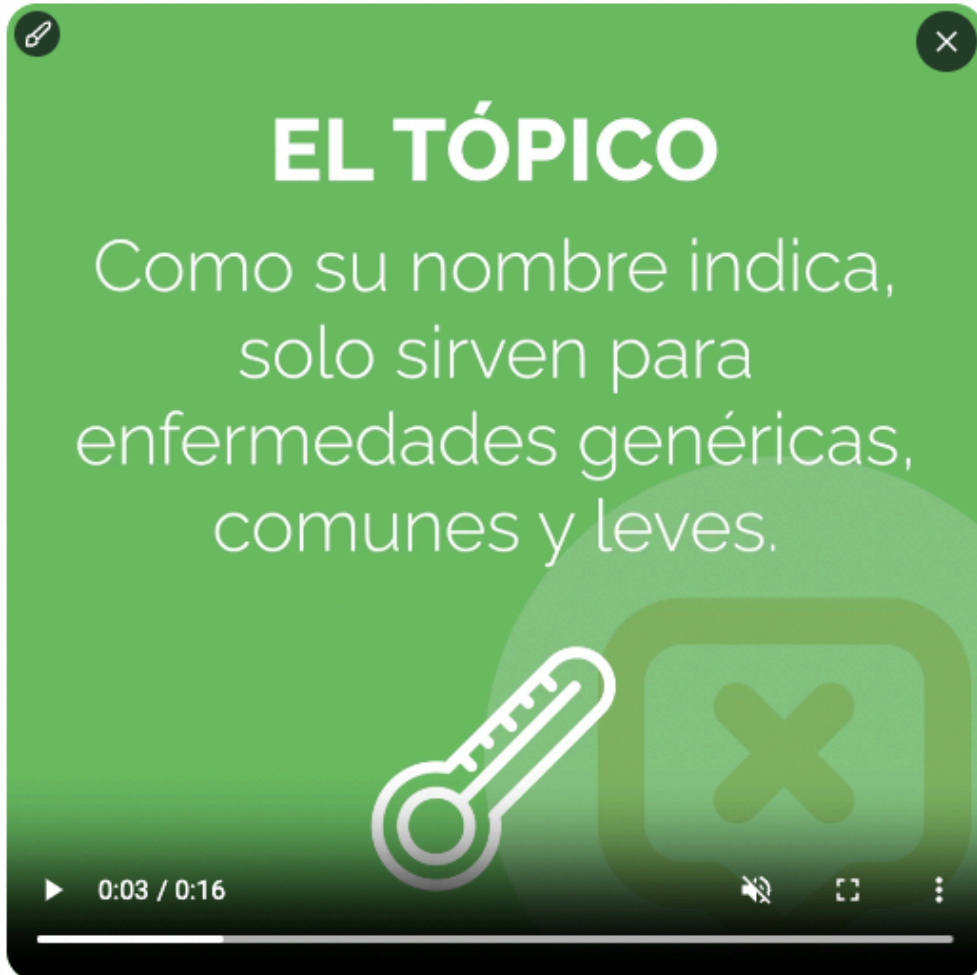 EL TÓPICO
Como su nombre indica,
solo sirven para
enfermedades genéricas,
comunes y leves.
0:03 / 0:16